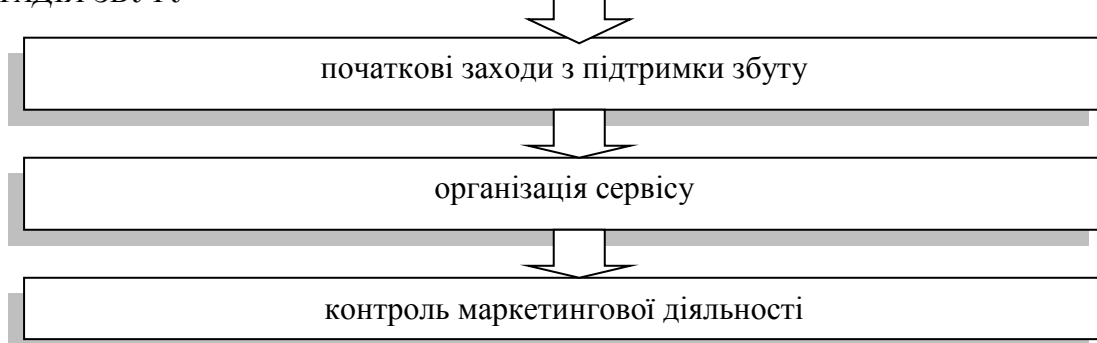 початкові заходи з підтримки збуту
організація сервісу
контроль маркетингової діяльності